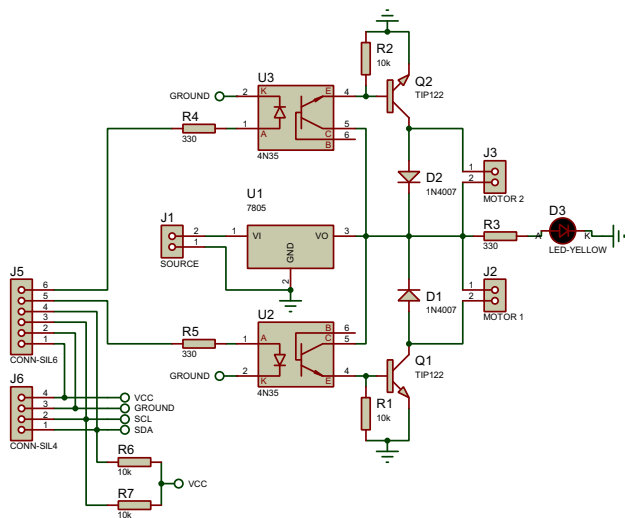 R2
10k
Q2
TIP122
U3
GROUND
2
K
E
4
1
A
C
5
B
6
4N35
R4
330
D2
1N4007
J3
1
2
MOTOR 2
U1
7805
J1
2
1
SOURCE
1
VI
VO
3
GND
2
R3
330
D3
A
K
LED-YELLOW
J5
6
5
4
3
2
1
CONN-SIL6
R5
330
U2
1
A
B
6
C
5
GROUND
2
K
E
4
4N35
D1
1N4007
J2
1
2
MOTOR 1
Q1
TIP122
R1
10k
J6
4
3
2
1
CONN-SIL4
VCC
GROUND
SCL
SDA
R6
10k
VCC
R7
10k